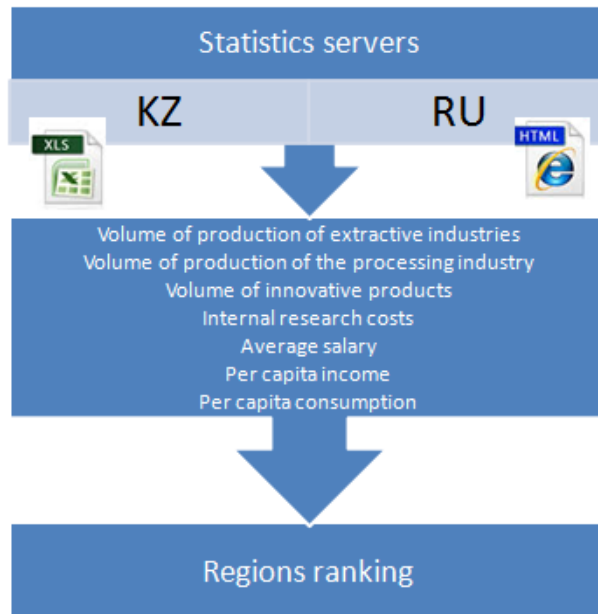 Statistics servers
KZ
RU
XLS
HTML
Volume of production of extractive industries
Volume of production of the processing industry
Volume of innovative products
Internal research costs
Average salary
Per capita income
Per capita consumption
Regions ranking